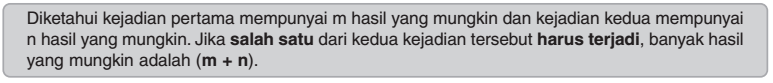 Diketahui kejadian pertama mempunyai m hasil yang mungkin dan kejadian kedua mempunyai
n hasil yang mungkin. Jika salah satu dari kedua kejadian tersebut harus terjadi, banyak hasil
yang mungkin adalah (m + n).